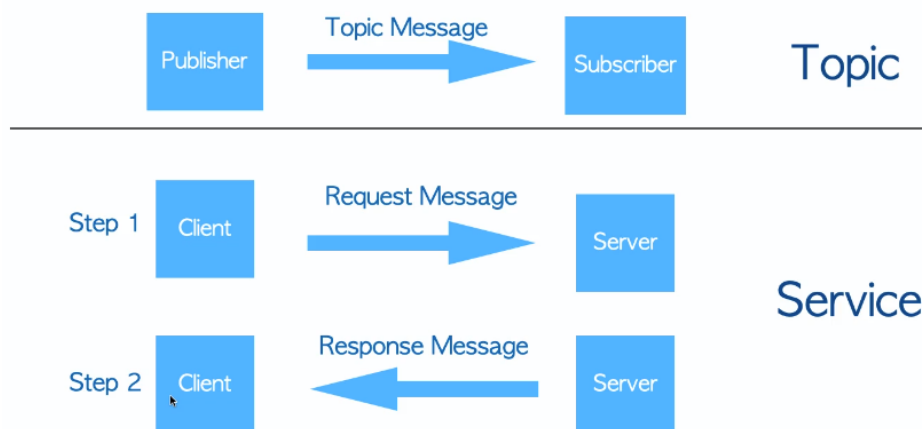 Topic Message
Publisher
Subscriber
Topic
Request Message
Step 1
Client
Server
Service
Response Message
Step 2
Client
Server